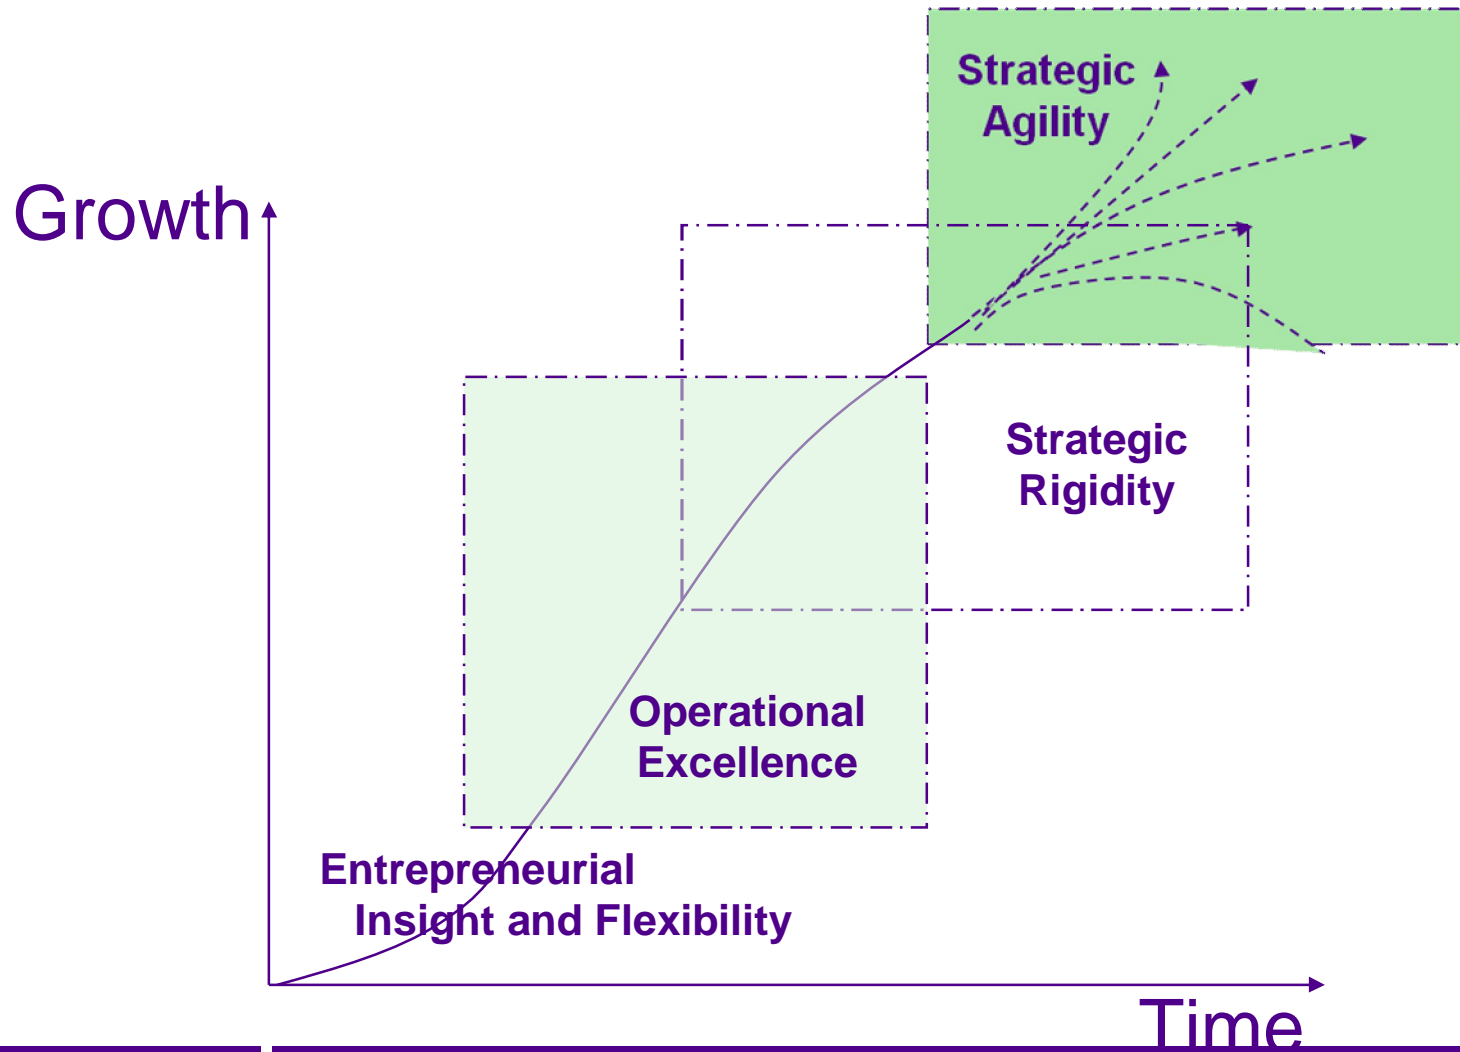 Strategic
Agility
Growth
Strategic
Rigidity
Operational
Excellence
Entrepreneurial
Insight and Flexibility
Time